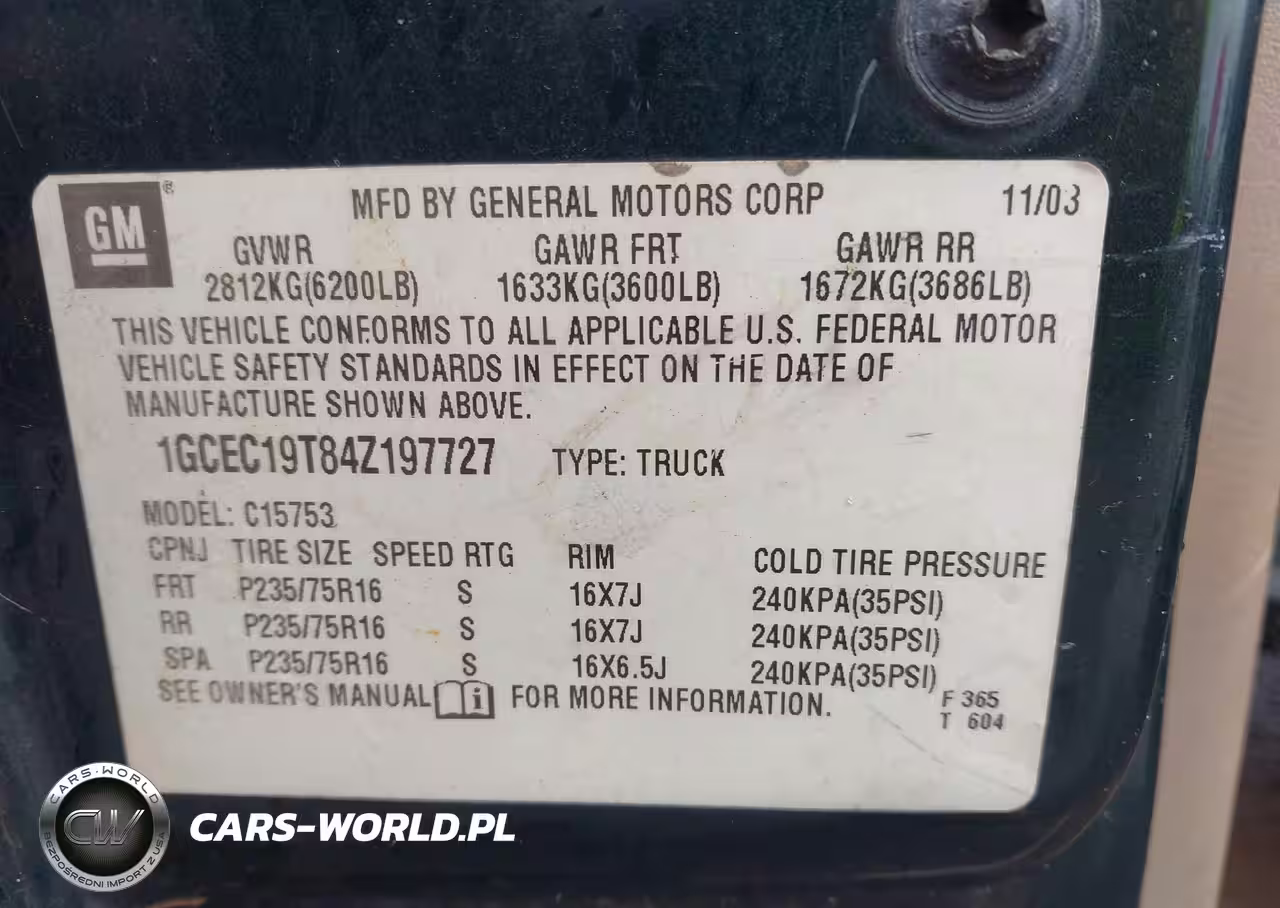 GM®
MFD BY GENERAL MOTORS CORP 11/03
GVWR GAWR FRT GAWR RR
2812KG(6200LB) 1633KG(3600LB) 1672KG(3686LB)
THIS VEHICLE CONFORMS TO ALL APPLICABLE U.S. FEDERAL MOTOR
VEHICLE SAFETY STANDARDS IN EFFECT ON THE DATE OF
MANUFACTURE SHOWN ABOVE.
1GCEC19T84Z197727 TYPE: TRUCK
MODEL: C15753
CPNJ TIRE SIZE SPEED RTG RIM COLD TIRE PRESSURE
FRT P235/75R16 S 16X7J 240KPA(35PSI)
RR P235/75R16 S 16X7J 240KPA(35PSI)
SPA P235/75R16 S 16X6.5J 240KPA(35PSI)
SEE OWNER'S MANUAL i FOR MORE INFORMATION.
F 365
T 604
CARS-WORLD
CW
BEZPOŚREDNI IMPORT Z USA
CARS-WORLD.PL